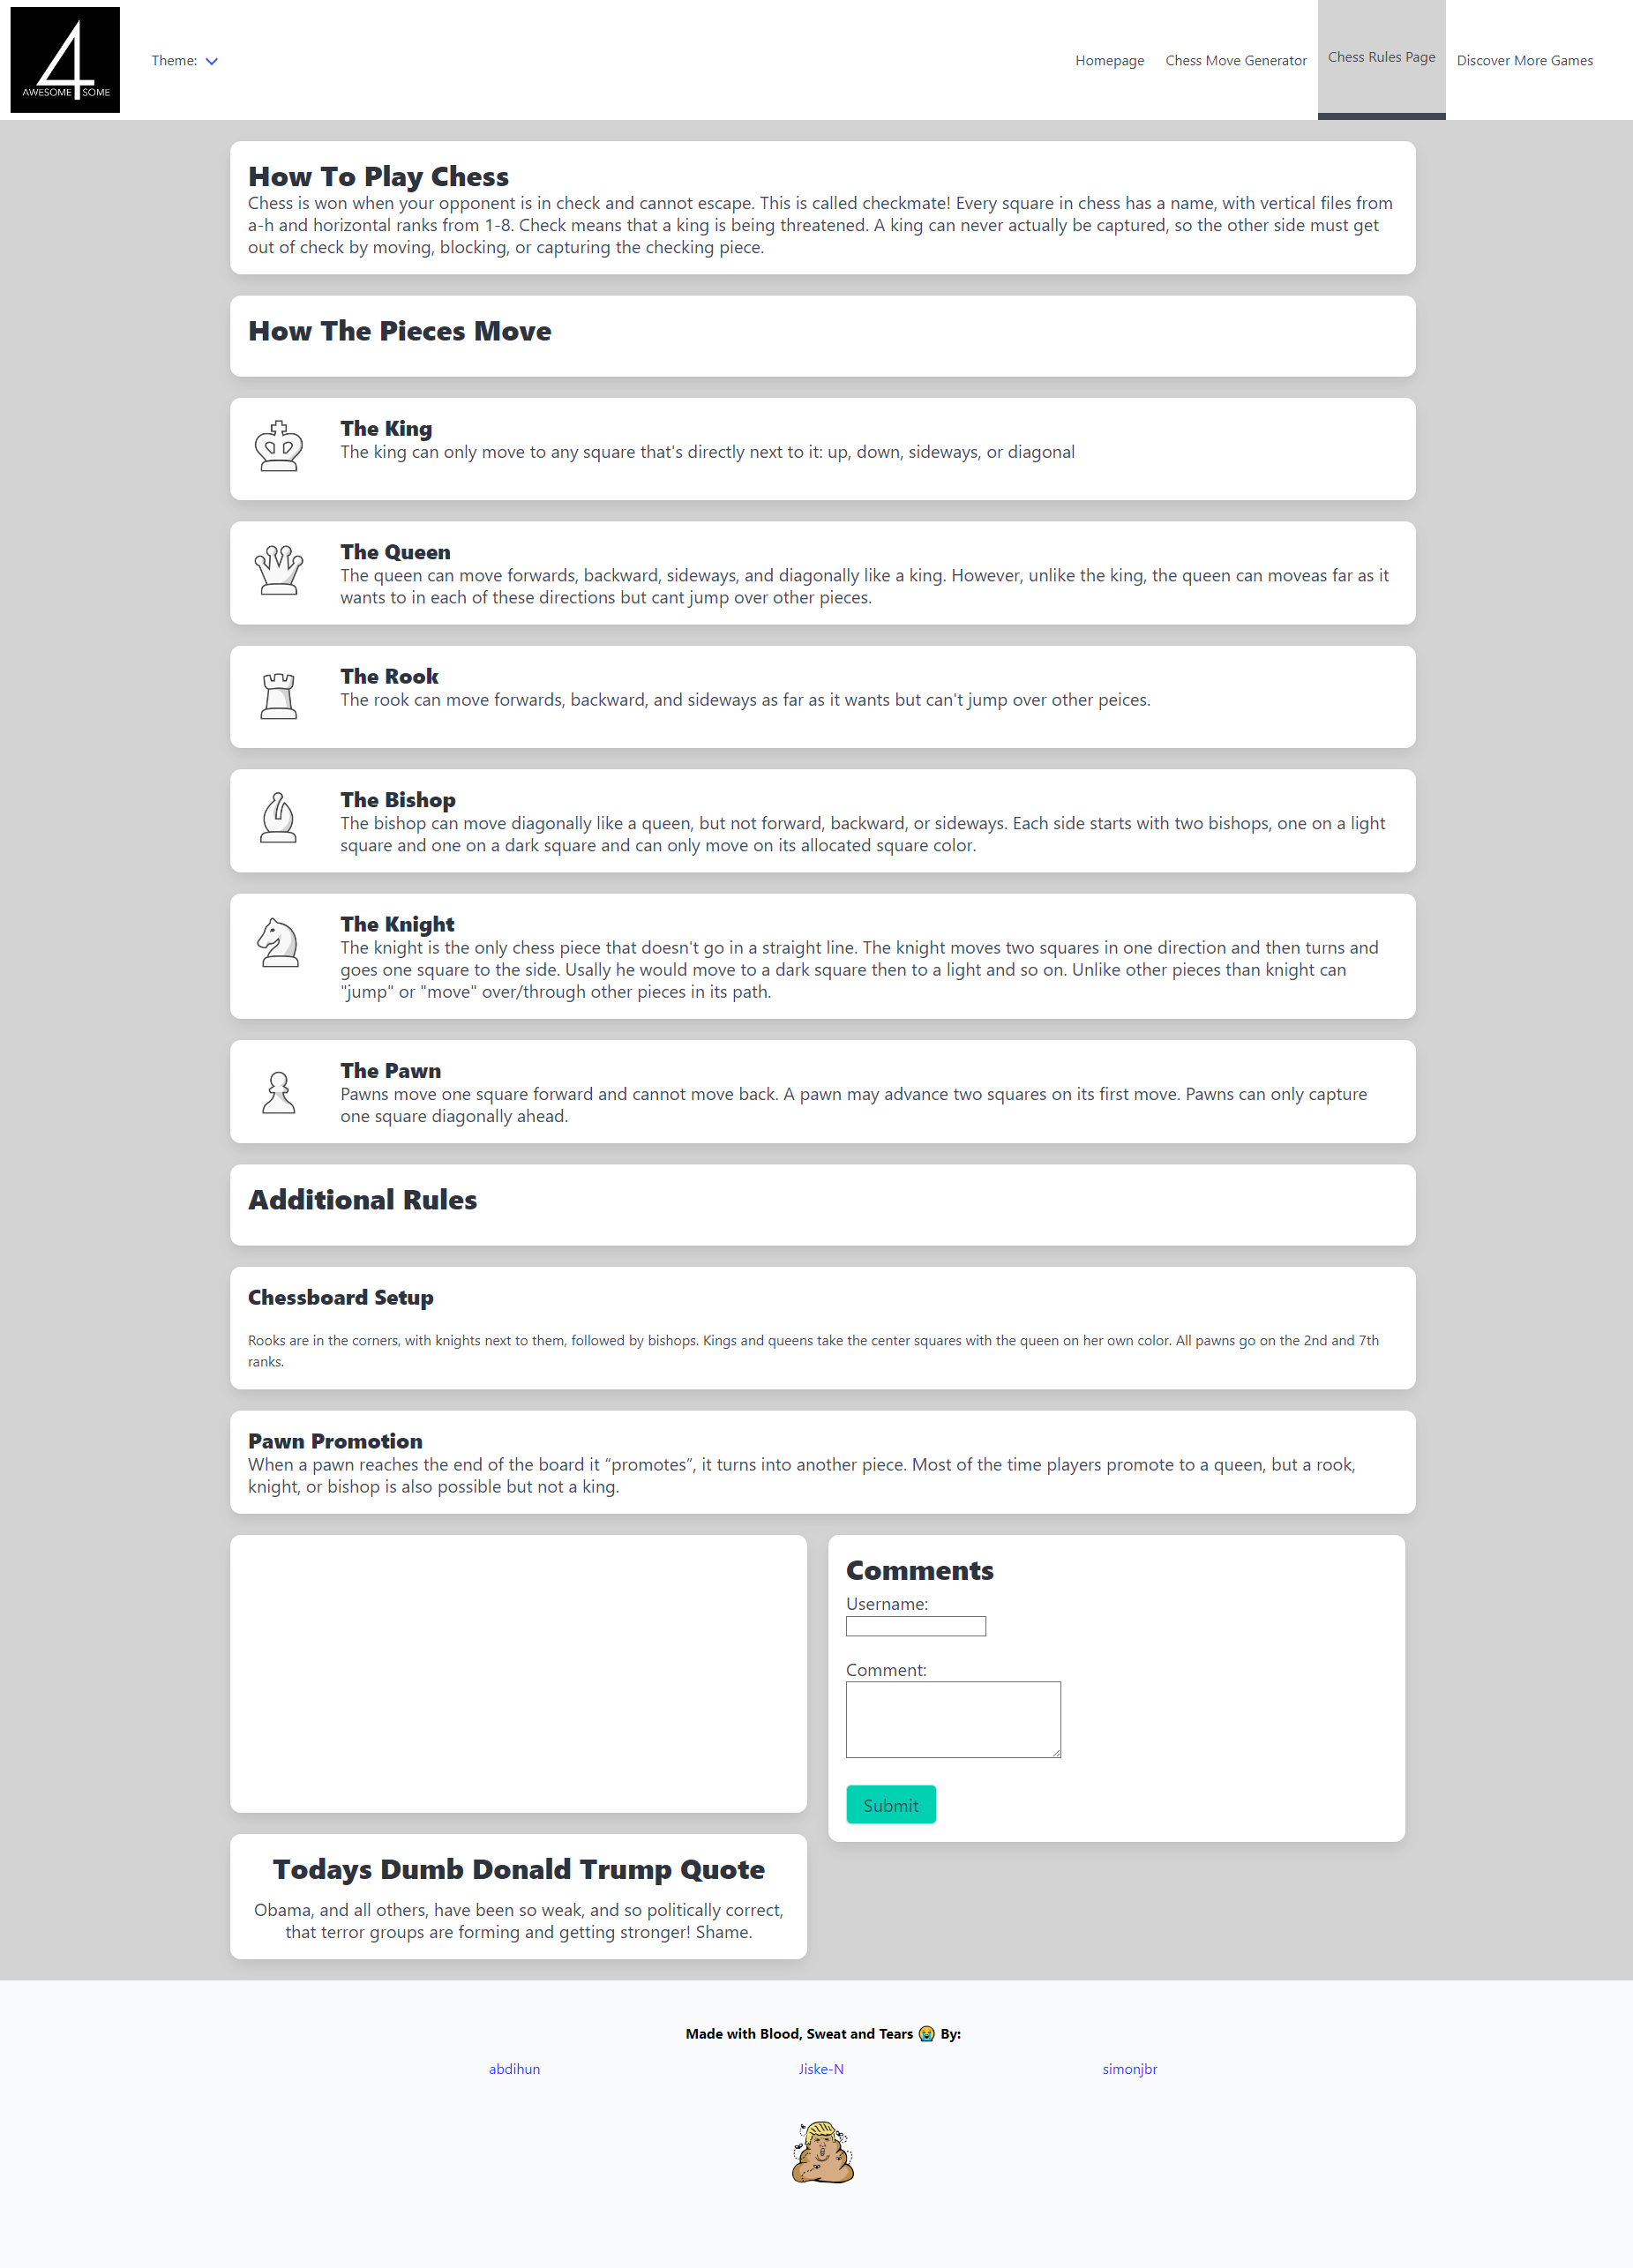 4
AWESOME SOME
Theme:
Homepage
Chess Move Generator
Chess Rules Page
Discover More Games
How To Play Chess
Chess is won when your opponent is in check and cannot escape. This is called checkmate! Every square in chess has a name, with vertical files from
a-h and horizontal ranks from 1-8. Check means that a king is being threatened. A king can never actually be captured, so the other side must get
out of check by moving, blocking, or capturing the checking piece.
How The Pieces Move
The King
The king can only move to any square that's directly next to it: up, down, sideways, or diagonal
The Queen
The queen can move forwards, backward, sideways, and diagonally like a king. However, unlike the king, the queen can moveas far as it
wants to in each of these directions but cant jump over other pieces.
The Rook
The rook can move forwards, backward, and sideways as far as it wants but can't jump over other peices.
The Bishop
The bishop can move diagonally like a queen, but not forward, backward, or sideways. Each side starts with two bishops, one on a light
square and one on a dark square and can only move on its allocated square color.
The Knight
The knight is the only chess piece that doesn't go in a straight line. The knight moves two squares in one direction and then turns and
goes one square to the side. Usally he would move to a dark square then to a light and so on. Unlike other pieces than knight can
"jump" or "move" over/through other pieces in its path.
The Pawn
Pawns move one square forward and cannot move back. A pawn may advance two squares on its first move. Pawns can only capture
one square diagonally ahead.
Additional Rules
Chessboard Setup
Rooks are in the corners, with knights next to them, followed by bishops. Kings and queens take the center squares with the queen on her own color. All pawns go on the 2nd and 7th
ranks.
Pawn Promotion
When a pawn reaches the end of the board it “promotes”, it turns into another piece. Most of the time players promote to a queen, but a rook,
knight, or bishop is also possible but not a king.
Comments
Username:
Comment:
Submit
Todays Dumb Donald Trump Quote
Obama, and all others, have been so weak, and so politically correct,
that terror groups are forming and getting stronger! Shame.
Made with Blood, Sweat and Tears 😭 By:
abdihun
Jiske-N
simonjbr